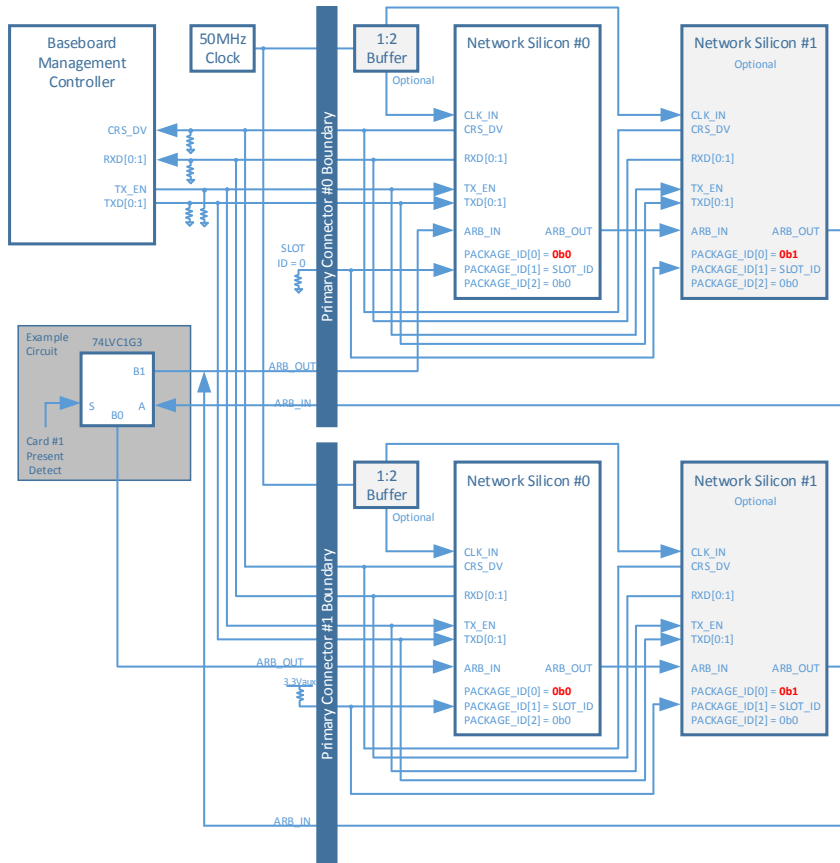 Baseboard
Management
Controller
CRS_DV
RXD[0:1]
TX_EN
TXD[0:1]
50MHz
Clock
Primary Connector #0 Boundary
1:2
Buffer
Optional
Network Silicon #0
CLK_IN
CRS_DV
RXD[0:1]
TX_EN
TXD[0:1]
ARB_IN ARB_OUT
PACKAGE_ID[0] = 0b0
PACKAGE_ID[1] = SLOT_ID
PACKAGE_ID[2] = 0b0
Network Silicon #1
Optional
CLK_IN
CRS_DV
RXD[0:1]
TX_EN
TXD[0:1]
ARB_IN ARB_OUT
PACKAGE_ID[0] = 0b1
PACKAGE_ID[1] = SLOT_ID
PACKAGE_ID[2] = 0b0
SLOT
ID = 0
Example
Circuit
74LVC1G3
B1
S A
B0
Card #1
Present
Detect
ARB_OUT
ARB_IN
Primary Connector #1 Boundary
1:2
Buffer
Optional
Network Silicon #0
CLK_IN
CRS_DV
RXD[0:1]
TX_EN
TXD[0:1]
ARB_IN ARB_OUT
PACKAGE_ID[0] = 0b0
PACKAGE_ID[1] = SLOT_ID
PACKAGE_ID[2] = 0b0
Network Silicon #1
Optional
CLK_IN
CRS_DV
RXD[0:1]
TX_EN
TXD[0:1]
ARB_IN ARB_OUT
PACKAGE_ID[0] = 0b1
PACKAGE_ID[1] = SLOT_ID
PACKAGE_ID[2] = 0b0
ARB_OUT
3.3Vaux
ARB_IN